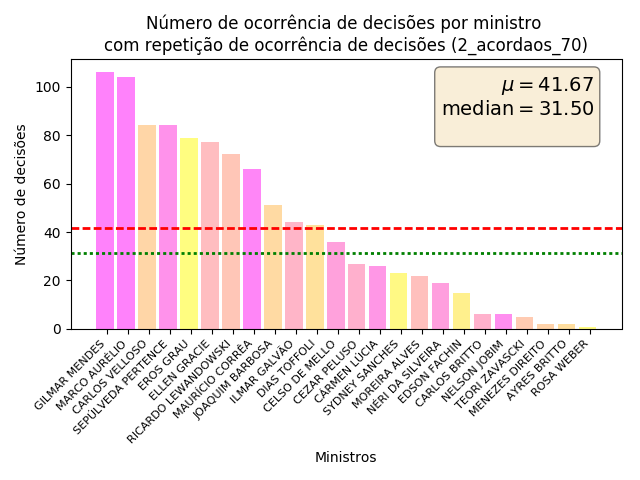 Número de ocorrência de decisões por ministro
com repetição de ocorrência de decisões (2_acordaos_70)
μ = 41.67
median = 31.50
Número de decisões
100
80
60
40
20
0
GILMAR MENDES
MARCO AURÉLIO
CARLOS VELLOSO
SEPÚLVEDA PERTENCE
EROS GRAU
ELLEN GRACIE
RICARDO LEWANDOWSKI
MAURÍCIO CORRÊA
JOAQUIM BARBOSA
ILMAR GALVÃO
DIAS TOFFOLI
CELSO DE MELLO
CEZAR PELUSO
CÁRMEN LÚCIA
SYDNEY SANCHES
MOREIRA ALVES
NÉRI DA SILVEIRA
EDSON FACHIN
CARLOS BRITTO
NELSON JOBIM
TEORI ZAVASCKI
MENEZES DIREITO
AYRES BRITTO
ROSA WEBER
Ministros